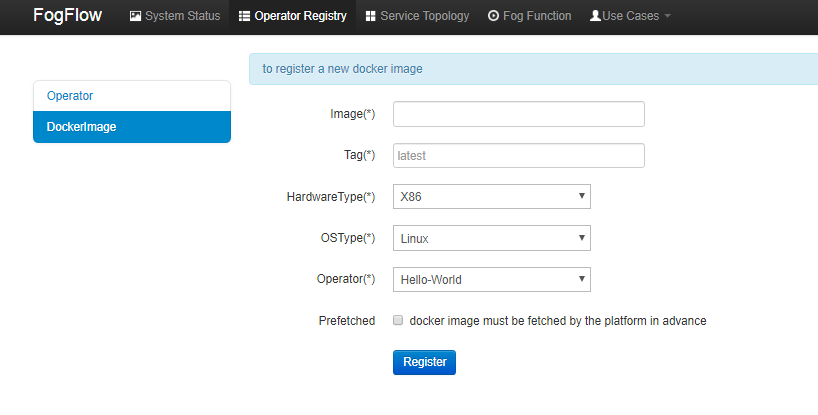 FogFlow System Status Operator Registry Service Topology Fog Function Use Cases
to register a new docker image
Operator
DockerImage
Image(*)
Tag(*) latest
HardwareType(*) X86
OSType(*) Linux
Operator(*) Hello-World
Prefetched docker image must be fetched by the platform in advance
Register